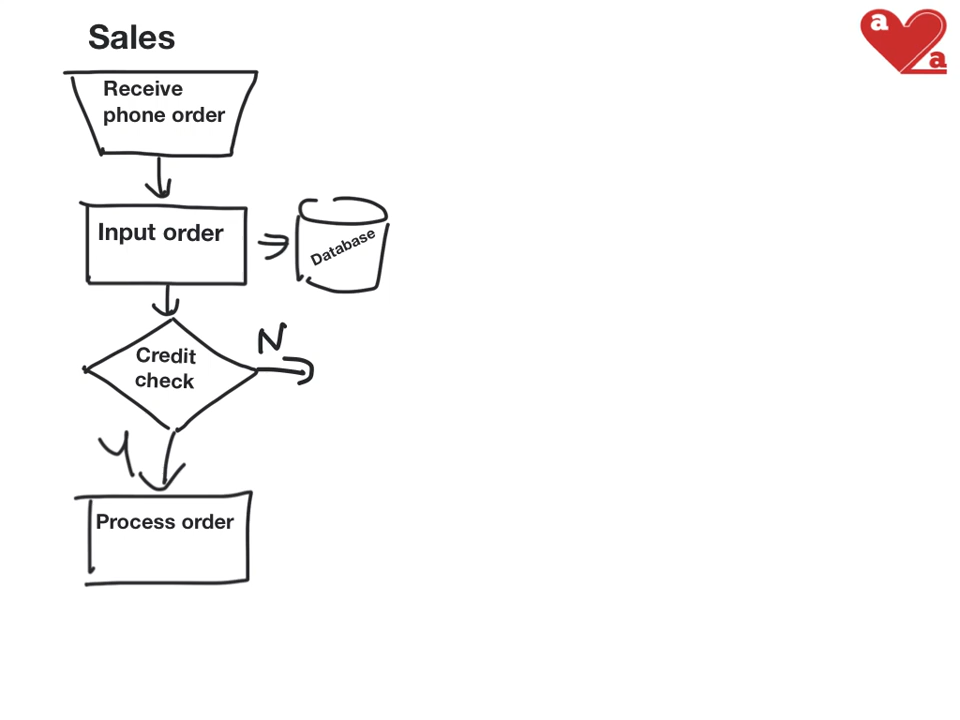 Sales
a
a
Receive
phone order
Input order
Database
N
Credit
check
Y
Process order